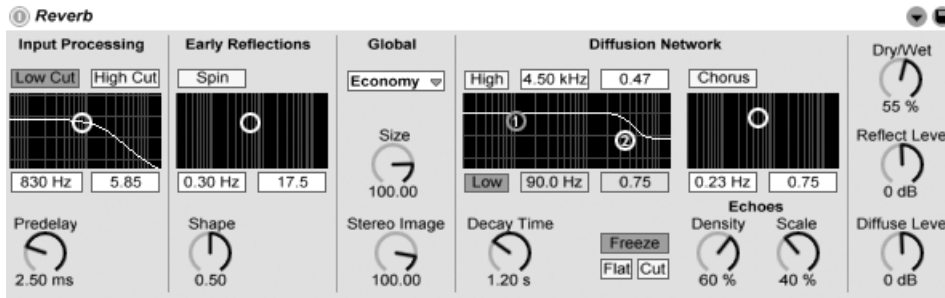 Reverb
Input Processing
Low Cut
High Cut
830 Hz
5.85
Predelay
2.50 ms
Early Reflections
Spin
0.30 Hz
17.5
Shape
0.50
Global
Economy
Size
100.00
Stereo Image
100.00
Diffusion Network
High
4.50 kHz
0.47
1
2
Low
90.0 Hz
0.75
Chorus
0.23 Hz
0.75
Decay Time
1.20 s
Freeze
Flat
Cut
Echoes
Density
60 %
Scale
40 %
Dry/Wet
55 %
Reflect Leve
0 dB
Diffuse Leve
0 dB